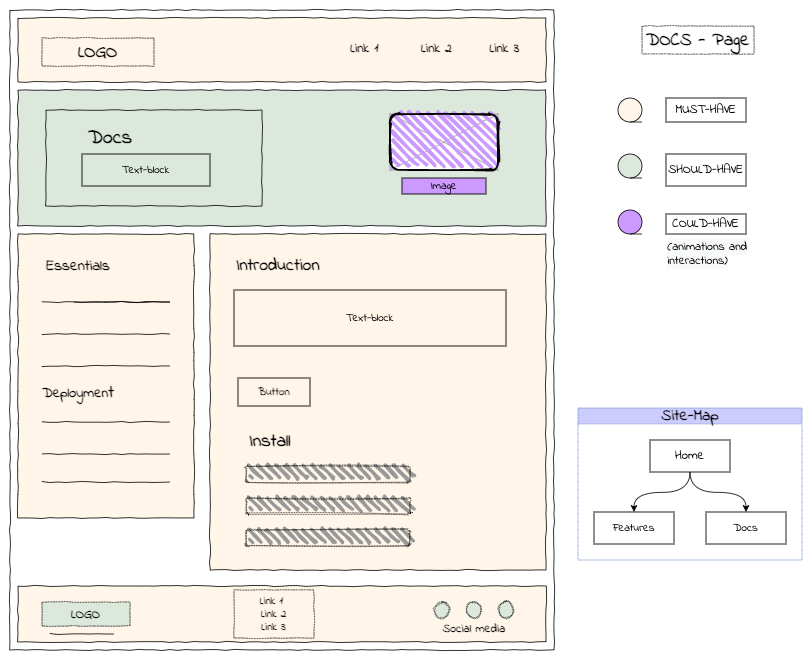 LOGO
Link 1
Link 2
Link 3
Docs
Text-block
Image
Essentials
Deployment
Introduction
Text-block
Button
Install
LOGO
Link 1
Link 2
Link 3
Social media
DOCS - Page
MUST-HAVE
SHOULD-HAVE
COULD-HAVE
(animations and
interactions)
Site-Map
Home
Features
Docs